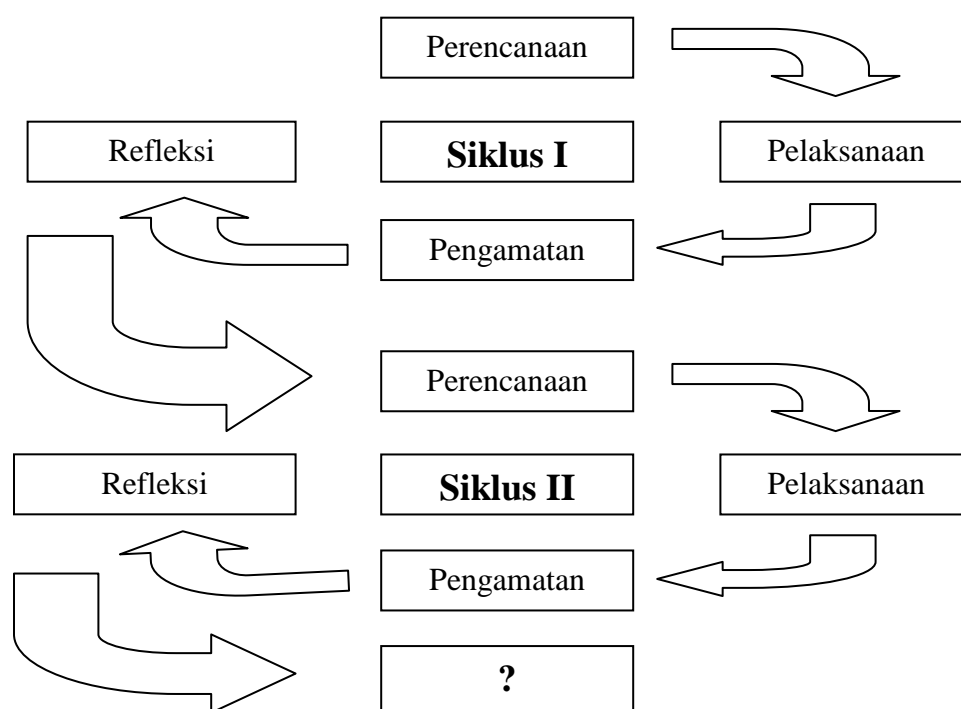 Perencanaan
Refleksi
Siklus I
Pelaksanaan
Pengamatan
Perencanaan
Refleksi
Siklus II
Pelaksanaan
Pengamatan
?